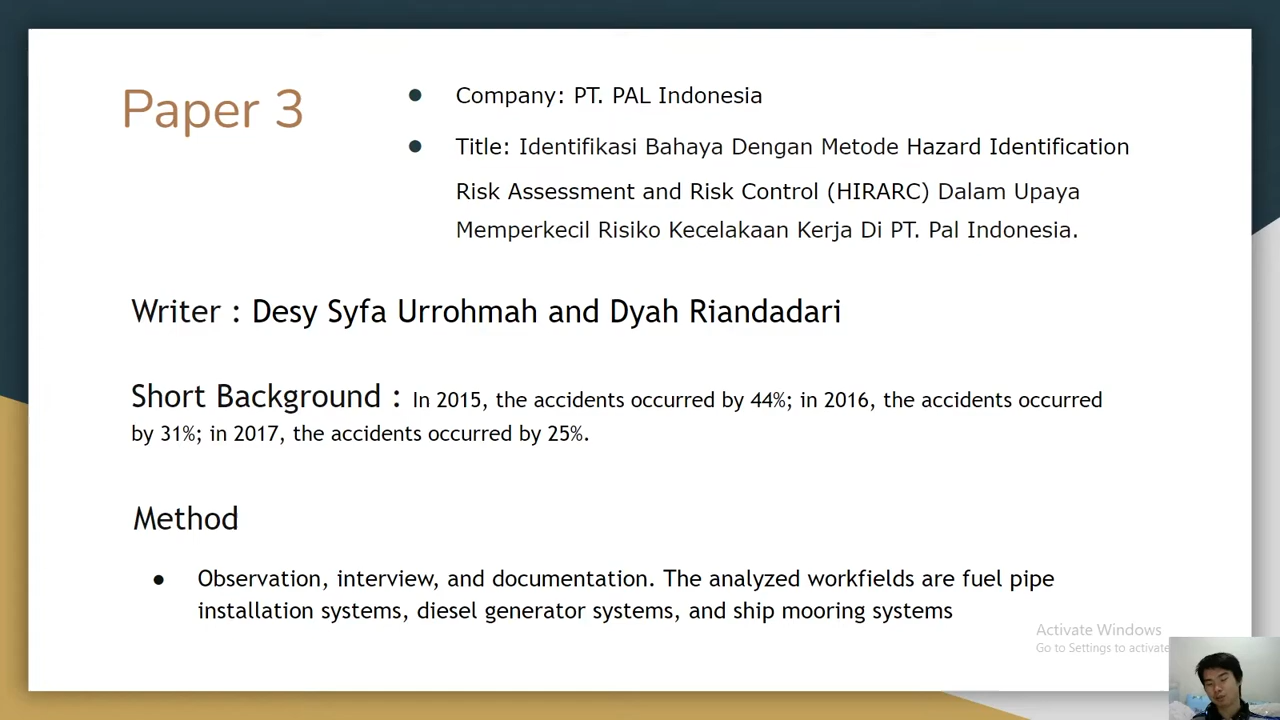 Paper 3
● Company: PT. PAL Indonesia
● Title: Identifikasi Bahaya Dengan Metode Hazard Identification
Risk Assessment and Risk Control (HIRARC) Dalam Upaya
Memperkecil Risiko Kecelakaan Kerja Di PT. Pal Indonesia.
Writer : Desy Syfa Urrohmah and Dyah Riandadari
Short Background : In 2015, the accidents occurred by 44%; in 2016, the accidents occurred
by 31%; in 2017, the accidents occurred by 25%.
Method
● Observation, interview, and documentation. The analyzed workfields are fuel pipe
installation systems, diesel generator systems, and ship mooring systems
Activate Windows
Go to Settings to activate